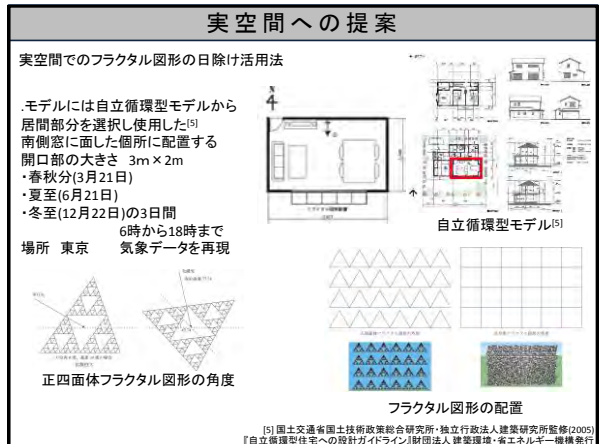 実空間への提案
実空間でのフラクタル図形の日除け活用法
.モデルには自立循環型モデルから
居間部分を選択し使用した[5]
南側窓に面した個所に配置する
開口部の大きさ 3m×2m
・春秋分(3月21日)
・夏至(6月21日)
・冬至(12月22日)の3日間
6時から18時まで
場所 東京 気象データを再現
N
自立循環型モデル[5]
正四面体フラクタル図形の角度
フラクタル図形の配置
[5] 国土交通省国土技術政策総合研究所・独立行政法人建築研究所監修(2005)
『自立循環型住宅への設計ガイドライン』財団法人 建築環境・省エネルギー機構発行